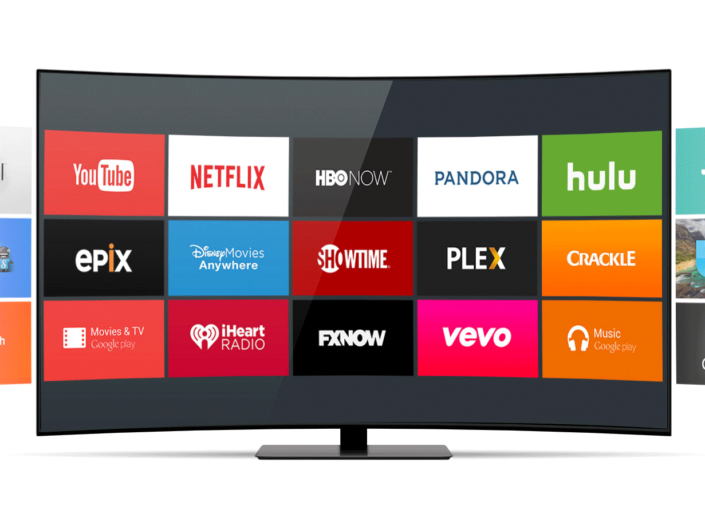 YouTube
NETFLIX
HBO NOW
PANDORA
hulu
epix
Disney Movies
Anywhere
SHOWTIME
PLEX
CRACKLE
Movies & TV
Google play
iHeart
RADIO
FXNOW
vevo
Music
Google play